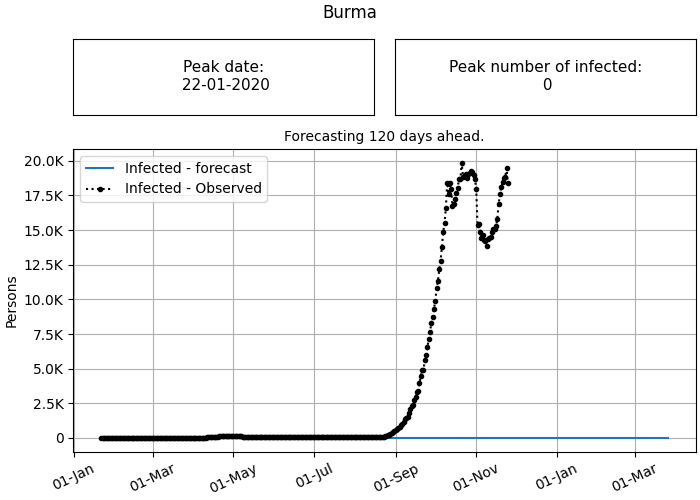 Burma
Peak date:
22-01-2020
Peak number of infected:
0
Forecasting 120 days ahead.
Infected - forecast
Infected - Observed
Persons
20.0K
17.5K
15.0K
12.5K
10.0K
7.5K
5.0K
2.5K
0
01-Jan
01-Mar
01-May
01-Jul
01-Sep
01-Nov
01-Jan
01-Mar